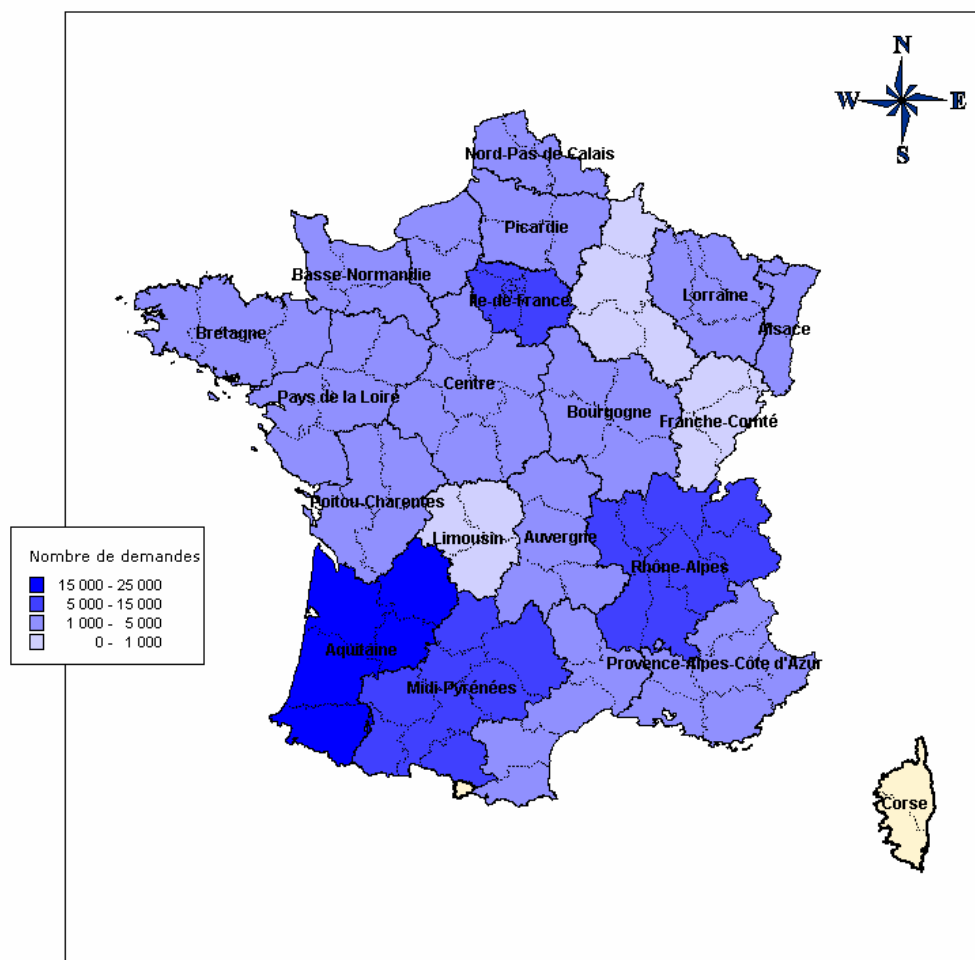 N
W E
S
Nord-Pas-de-Calais
Picardie
Basse-Normandie
Île-de-France
Lorraine
Alsace
Bretagne
Centre
Pays de la Loire
Bourgogne
Franche-Comté
Poitou-Charentes
Limousin
Auvergne
Rhône-Alpes
Nombre de demandes
15 000 - 25 000
5 000 - 15 000
1 000 - 5 000
0 - 1 000
Aquitaine
Provence-Alpes-Côte d'Azur
Midi-Pyrénées
Corse